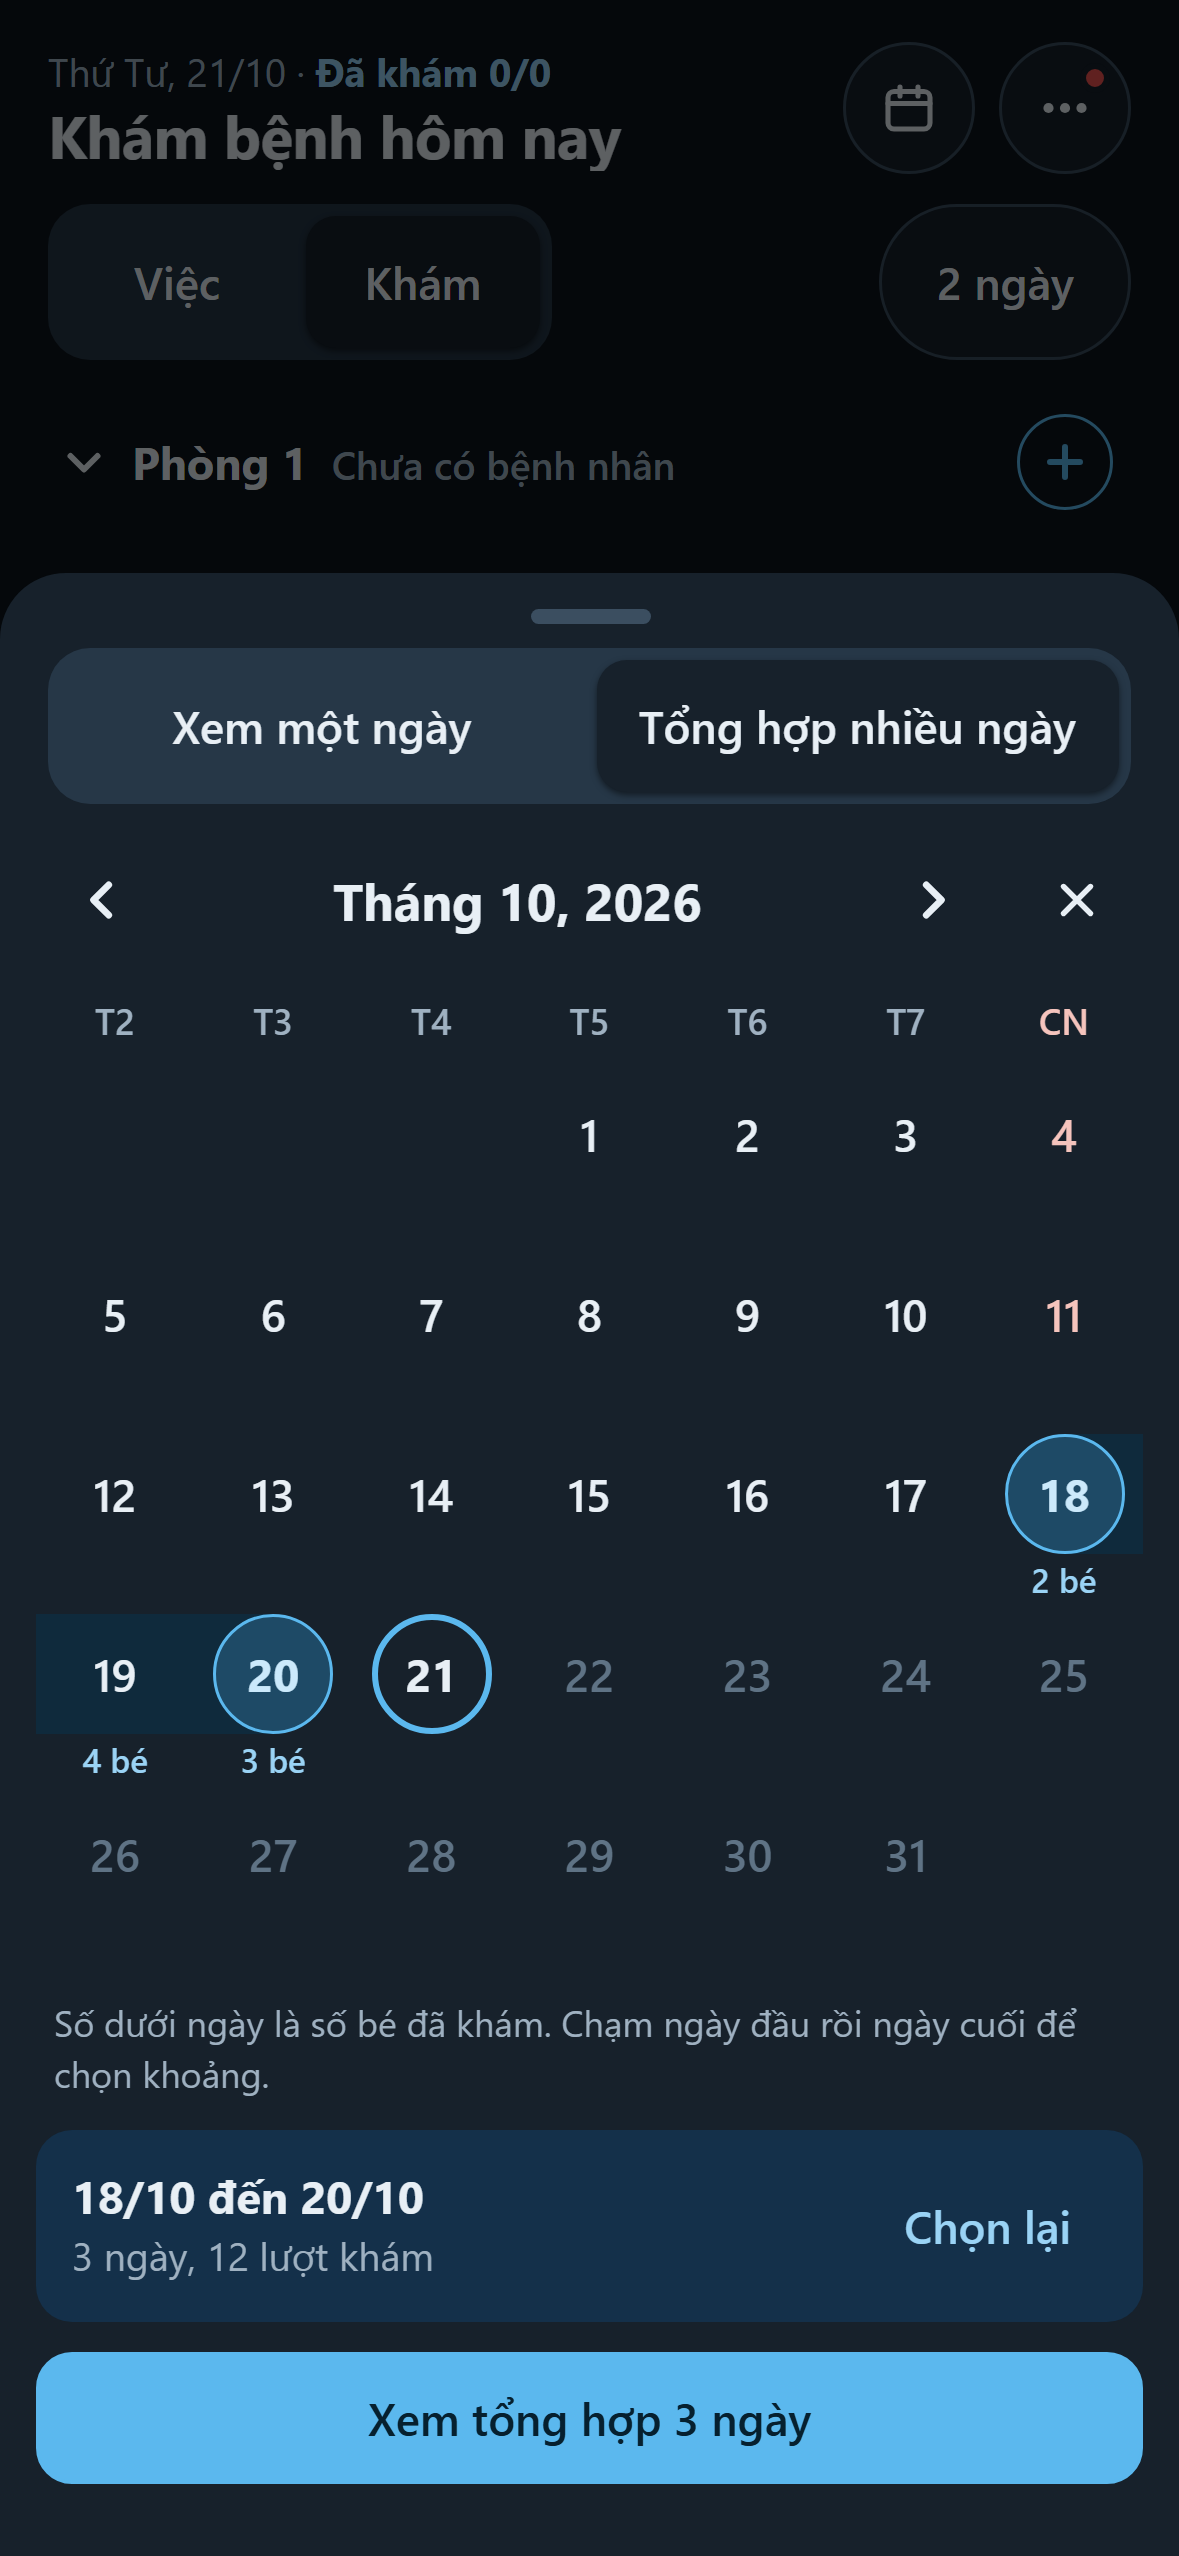 Thứ Tư, 21/10 · Đã khám 0/0
Khám bệnh hôm nay
Việc Khám 2 ngày
Phòng 1 Chưa có bệnh nhân
Xem một ngày Tổng hợp nhiều ngày
Tháng 10, 2026
T2 T3 T4 T5 T6 T7 CN
1 2 3 4
5 6 7 8 9 10 11
12 13 14 15 16 17 18
2 bé
19 20 21 22 23 24 25
4 bé 3 bé
26 27 28 29 30 31
Số dưới ngày là số bé đã khám. Chạm ngày đầu rồi ngày cuối để
chọn khoảng.
18/10 đến 20/10
3 ngày, 12 lượt khám
Chọn lại
Xem tổng hợp 3 ngày